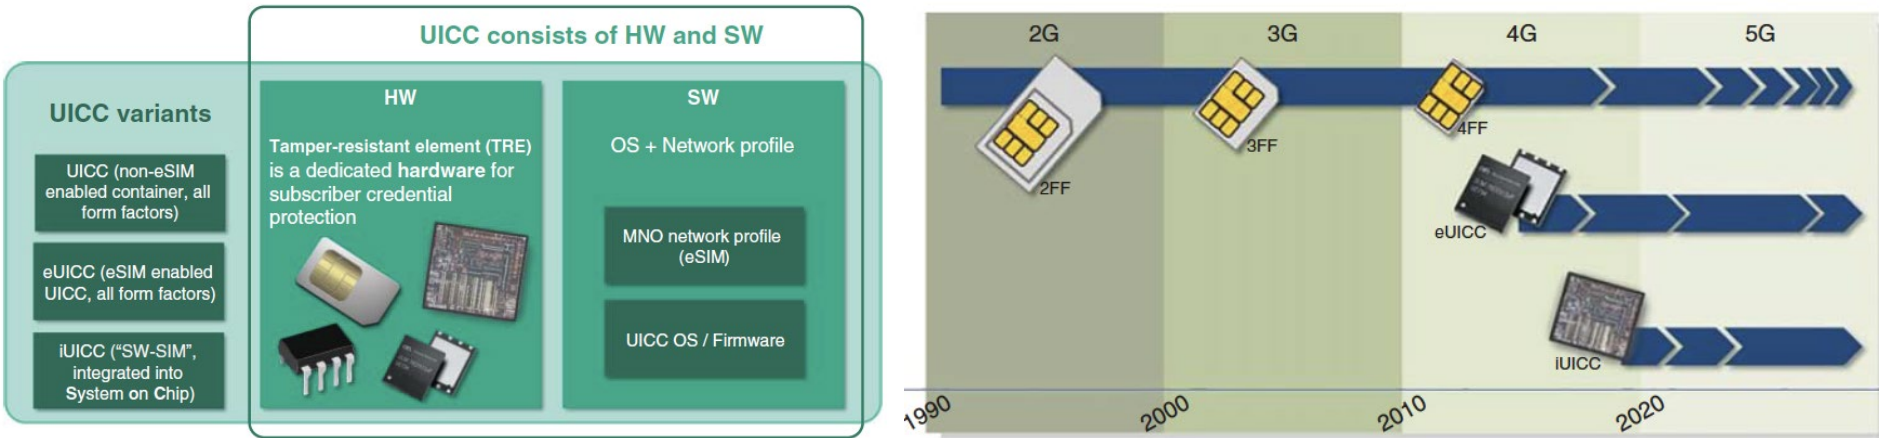 UICC consists of HW and SW
UICC variants
UICC (non-eSIM
enabled container, all
form factors)
eUICC (eSIM enabled
UICC, all form factors)
iUICC (“SW-SIM”,
integrated into
System on Chip)
HW
Tamper-resistant element (TRE)
is a dedicated hardware for
subscriber credential
protection
SW
OS + Network profile
MNO network profile
(eSIM)
UICC OS / Firmware
2G
3G
4G
5G
2FF
3FF
4FF
eUICC
iUICC
1990
2000
2010
2020